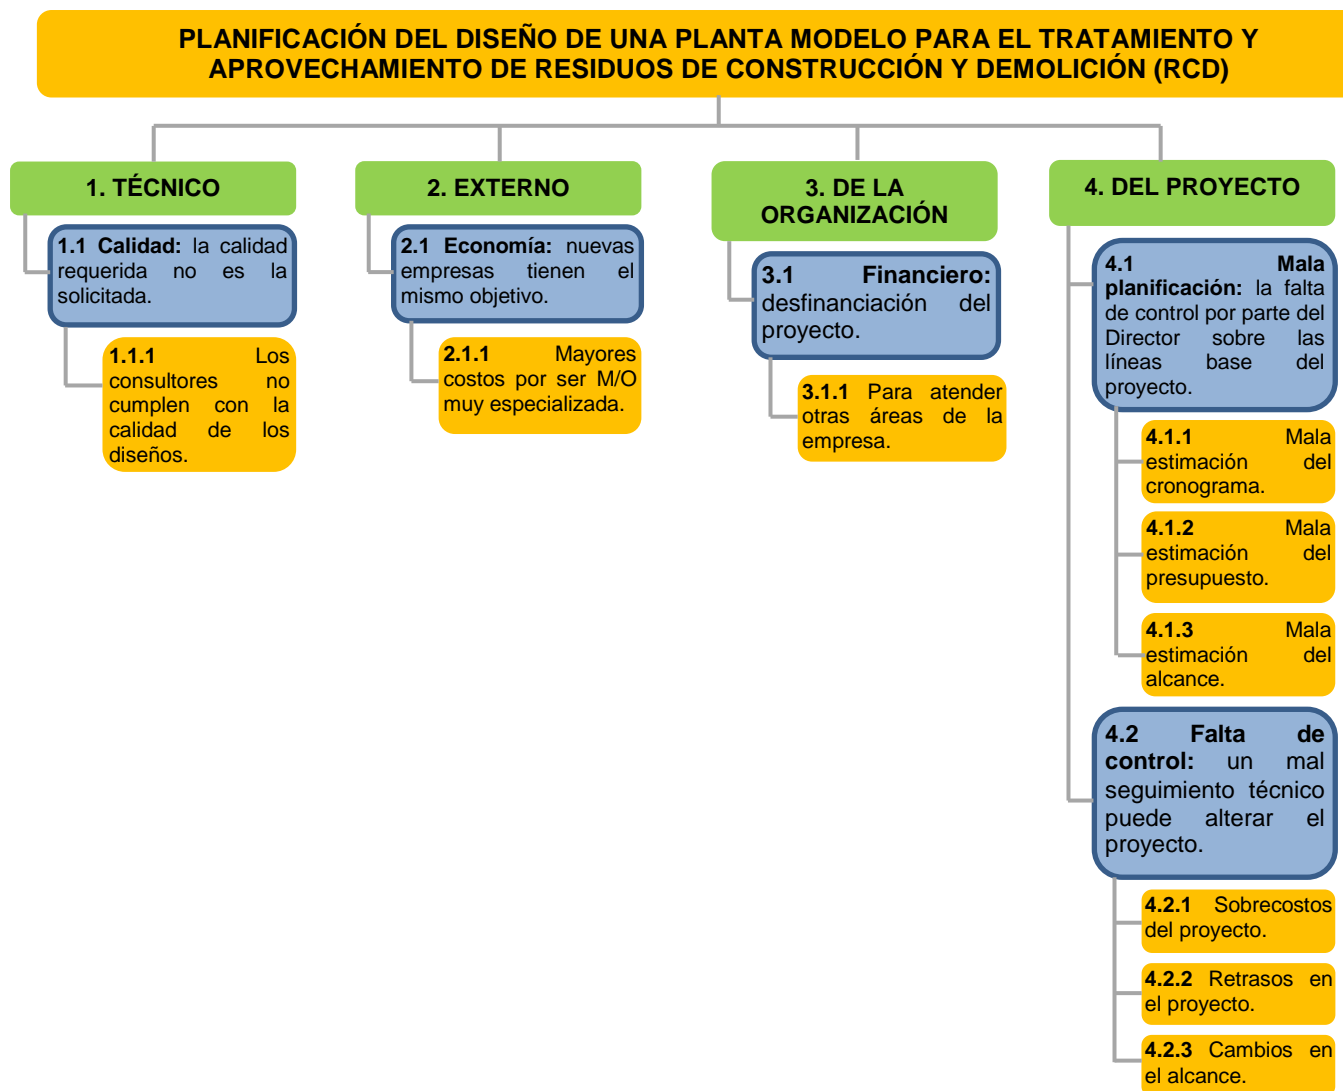 PLANIFICACIÓN DEL DISEÑO DE UNA PLANTA MODELO PARA EL TRATAMIENTO Y
APROVECHAMIENTO DE RESIDUOS DE CONSTRUCCIÓN Y DEMOLICIÓN (RCD)
1. TÉCNICO
1.1 Calidad: la calidad
requerida no es la
solicitada.
1.1.1 Los
consultores no
cumplen con la
calidad de los
diseños.
2. EXTERNO
2.1 Economía: nuevas
empresas tienen el
mismo objetivo.
2.1.1 Mayores
costos por ser M/O
muy especializada.
3. DE LA
ORGANIZACIÓN
3.1 Financiero:
desfinanciación del
proyecto.
3.1.1 Para atender
otras áreas de la
empresa.
4. DEL PROYECTO
4.1 Mala
planificación: la falta
de control por parte del
Director sobre las
líneas base del
proyecto.
4.1.1 Mala
estimación del
cronograma.
4.1.2 Mala
estimación del
presupuesto.
4.1.3 Mala
estimación del
alcance.
4.2 Falta de
control: un mal
seguimiento técnico
puede alterar el
proyecto.
4.2.1 Sobrecostos
del proyecto.
4.2.2 Retrasos en
el proyecto.
4.2.3 Cambios en
el alcance.